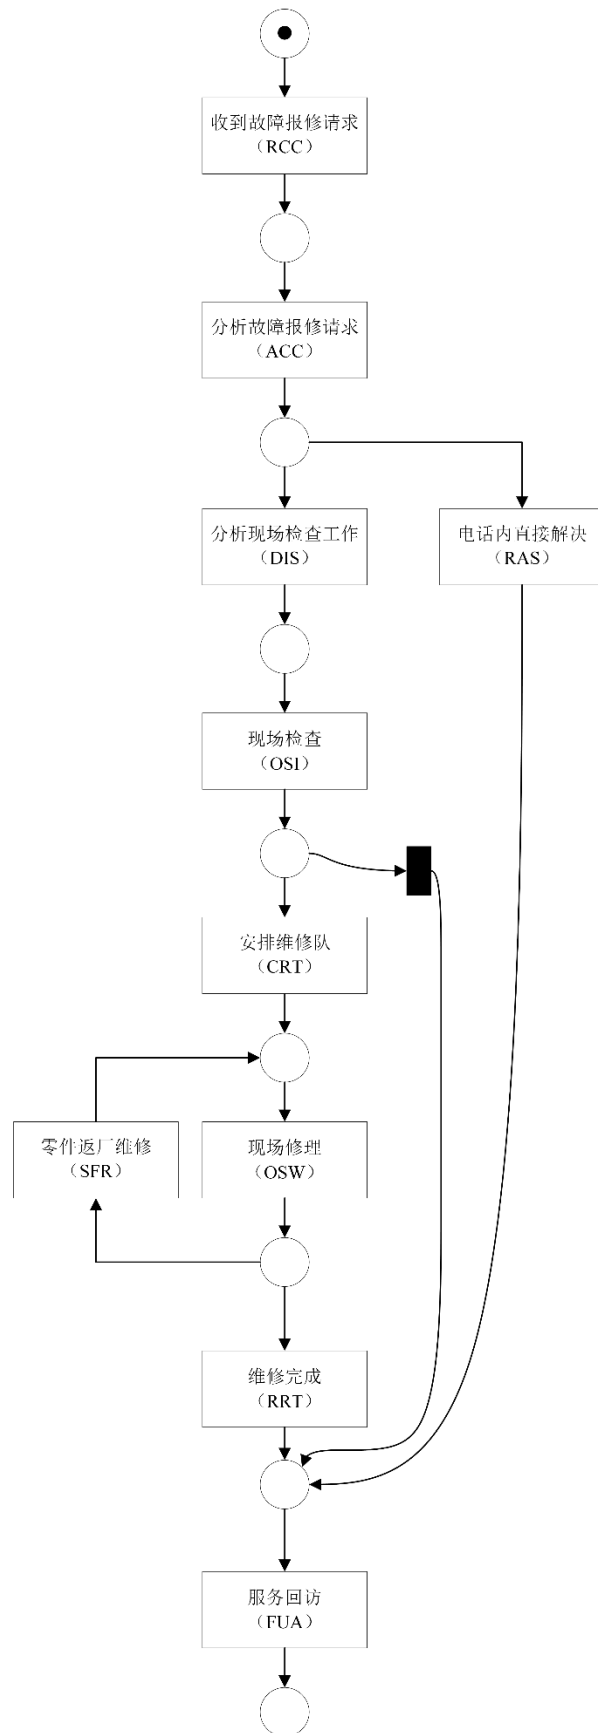 收到故障报修请求
（RCC）
分析故障报修请求
（ACC）
分析现场检查工作
（DIS）
电话内直接解决
（RAS）
现场检查
（OSI）
安排维修队
（CRT）
零件返厂维修
（SFR）
现场修理
（OSW）
维修完成
（RRT）
服务回访
（FUA）